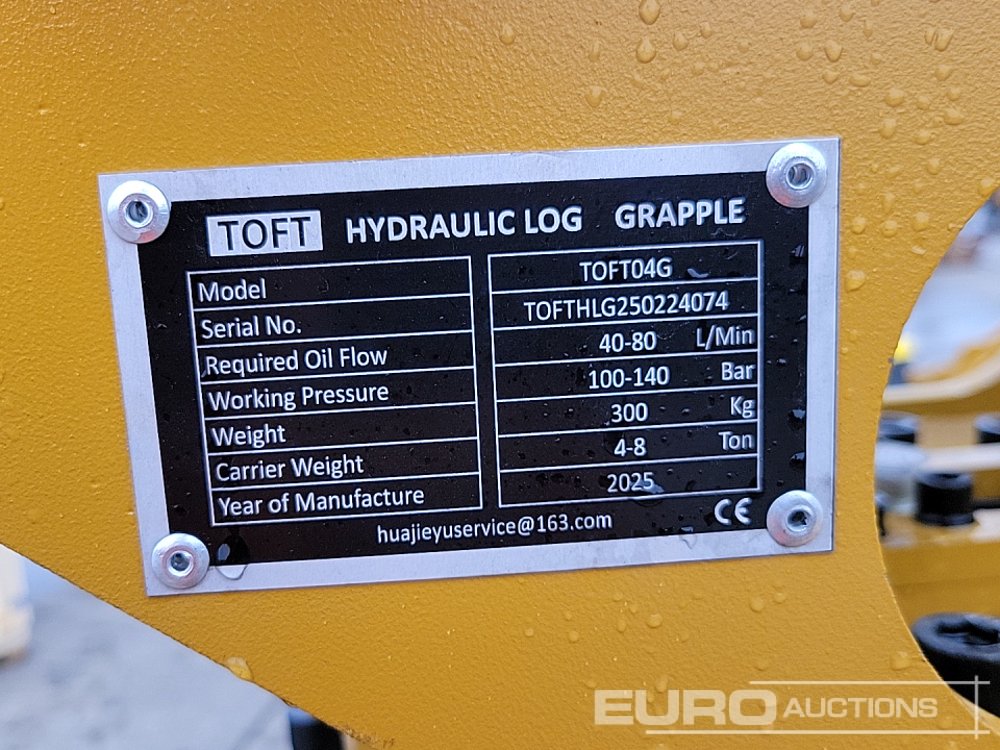 TOFT HYDRAULIC LOG GRAPPLE
Model TOFT04G
Serial No. TOFTHLG250224074
Required Oil Flow 40-80 L/Min
Working Pressure 100-140 Bar
Weight 300 Kg
Carrier Weight 4-8 Ton
Year of Manufacture 2025
huajieyuservice@163.com CE
EURO AUCTIONS